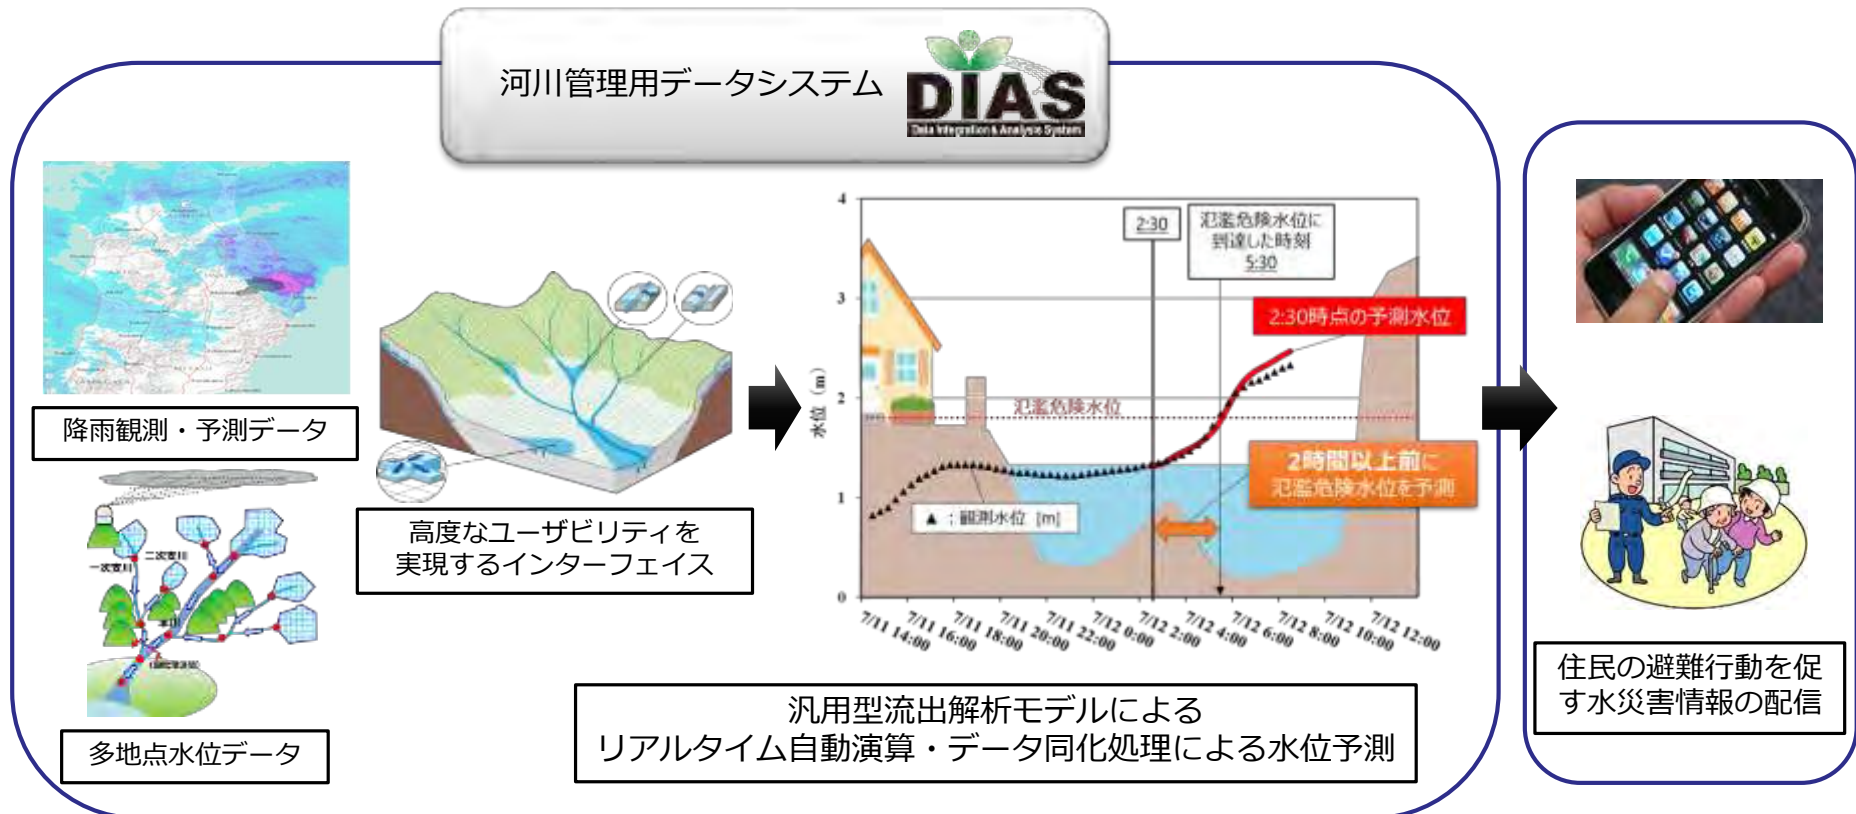 河川管理用データシステム
DIAS
Data Integration & Analysis System
降雨観測・予測データ
二次支川
一次支川
本川
多地点水位データ
高度なユーザビリティを
実現するインターフェイス
4
3
2
1
0
水位（m）
2:30
氾濫危険水位に
到達した時刻
5:30
2:30時点の予測水位
氾濫危険水位
2時間以上前に
氾濫危険水位を予測
▲ ; 観測水位 [m]
7/11 14:00
7/11 16:00
7/11 18:00
7/11 20:00
7/11 22:00
7/12 0:00
7/12 2:00
7/12 4:00
7/12 6:00
7/12 8:00
7/12 10:00
7/12 12:00
汎用型流出解析モデルによる
リアルタイム自動演算・データ同化処理による水位予測
住民の避難行動を促
す水災害情報の配信